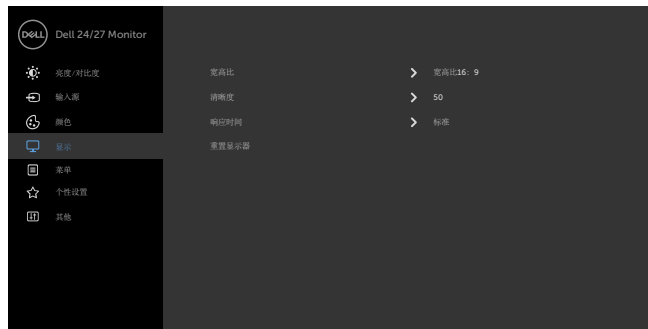 DELL Dell 24/27 Monitor
亮度/对比度
宽高比 宽高比16：9
输入源
清晰度 50
颜色
响应时间 标准
显示
重置显示器
菜单
个性设置
其他